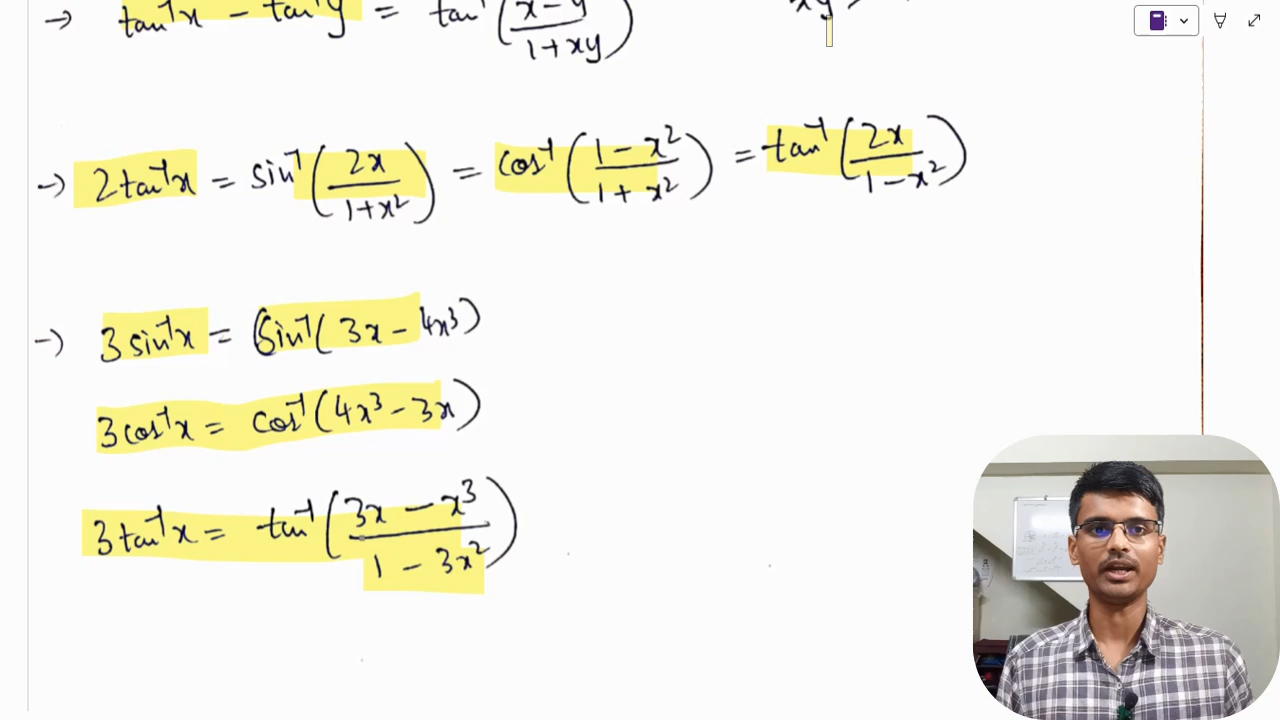 → tan⁻¹x − tan⁻¹y = tan⁻¹(x−y/1+xy) xy >
→ 2tan⁻¹x = sin⁻¹(2x/1+x²) = cos⁻¹(1−x²/1+x²) = tan⁻¹(2x/1−x²)
→ 3sin⁻¹x = sin⁻¹(3x − 4x³)
3cos⁻¹x = cos⁻¹(4x³ − 3x)
3tan⁻¹x = tan⁻¹(3x − x³/1 − 3x²)